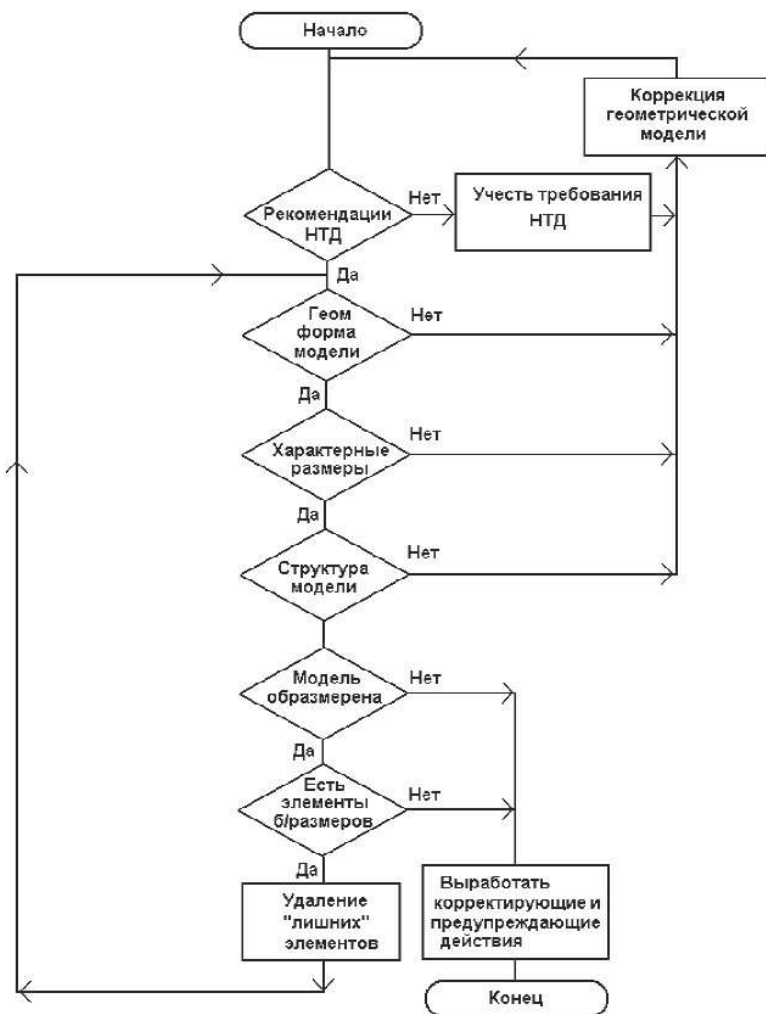 Начало
Коррекция
геометрической
модели
Рекомендации
НТД
Нет
Учесть требования
НТД
Да
Геом
форма
модели
Нет
Да
Характерные
размеры
Нет
Да
Структура
модели
Нет
Модель
образмерена
Нет
Да
Есть
элементы
б/размеров
Нет
Да
Удаление
"лишних"
элементов
Выработать
корректирующие и
предупреждающие
действия
Конец